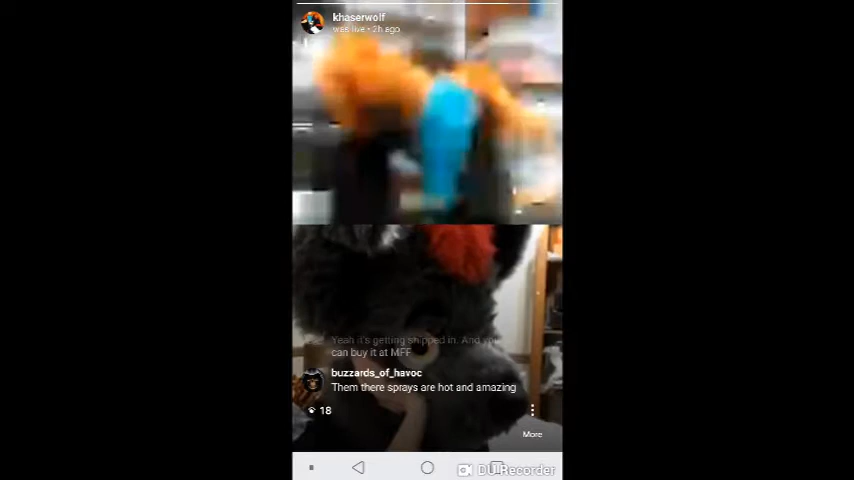 khaserwolf
was live • 2h ago
Yeah it's getting shipped in. And you
can buy it at MFF
buzzards_of_havoc
Them there sprays are hot and amazing
18
More
DU Recorder